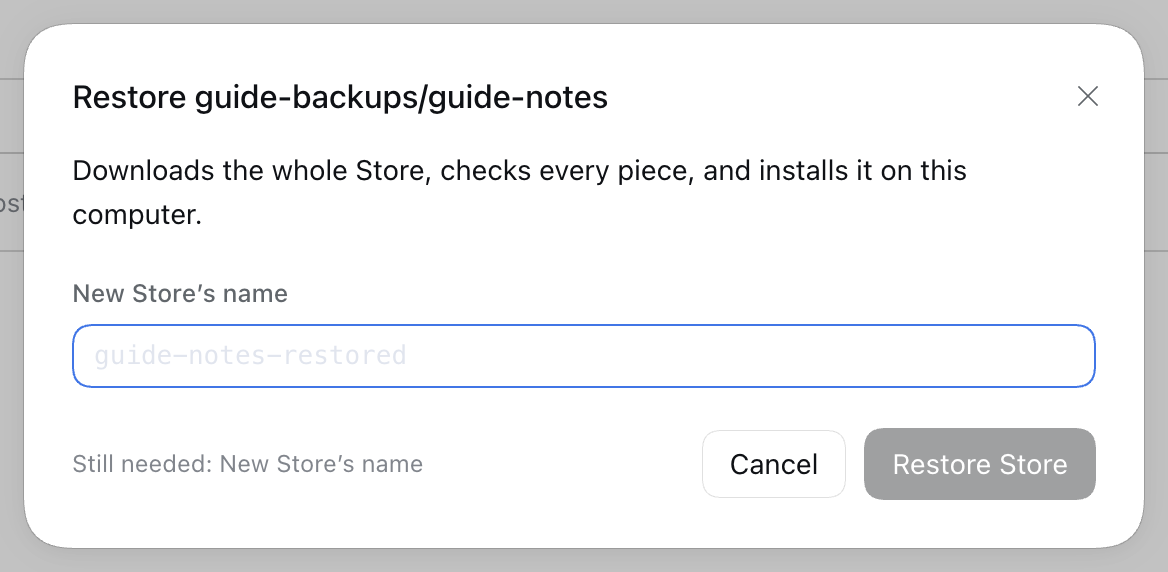 Restore guide-backups/guide-notes
Downloads the whole Store, checks every piece, and installs it on this
computer.
New Store’s name
guide-notes-restored
Still needed: New Store’s name
Cancel
Restore Store